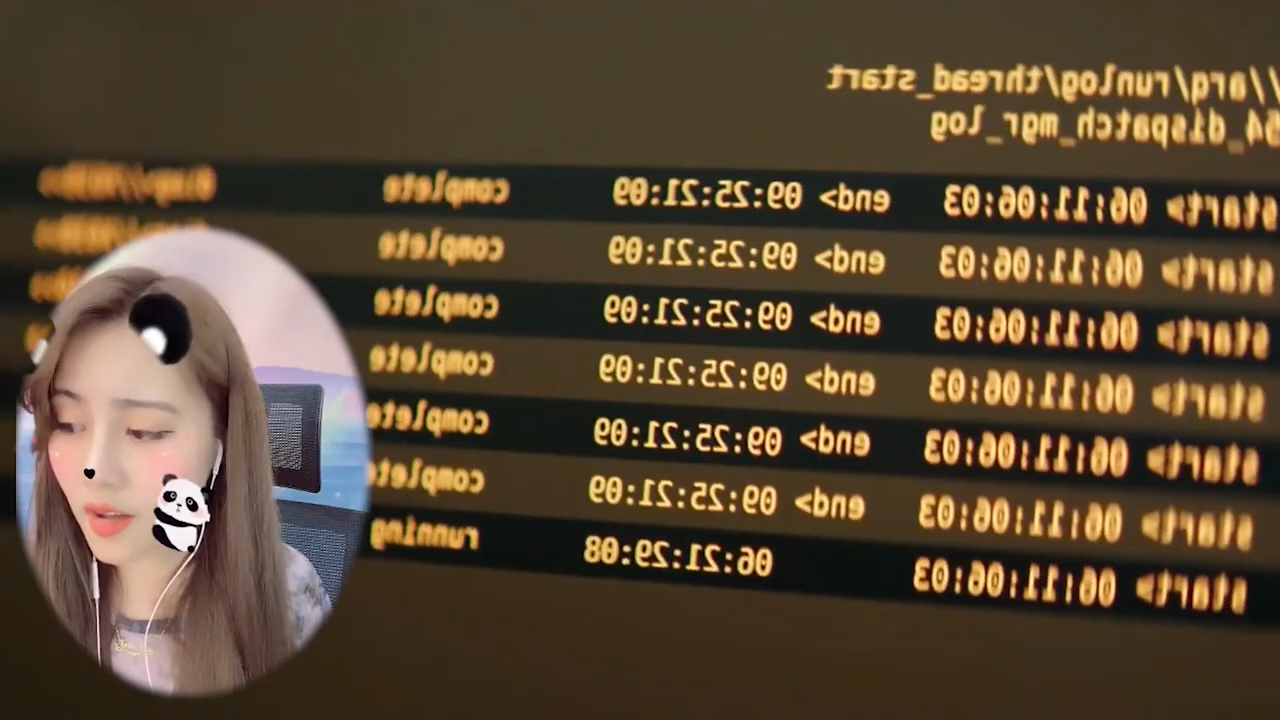 //arq/runlog/thread_start
64_dispatch_mgr_log
start> 06:11:06:03 end> 09:25:21:09 complete
start> 06:11:06:03 end> 09:25:21:09 complete
start> 06:11:06:03 end> 09:25:21:09 complete
start> 06:11:06:03 end> 09:25:21:09 complete
start> 06:11:06:03 end> 09:25:21:09 complete
start> 06:11:06:03 end> 09:25:21:09 complete
start> 06:11:06:03 06:21:29:08 running